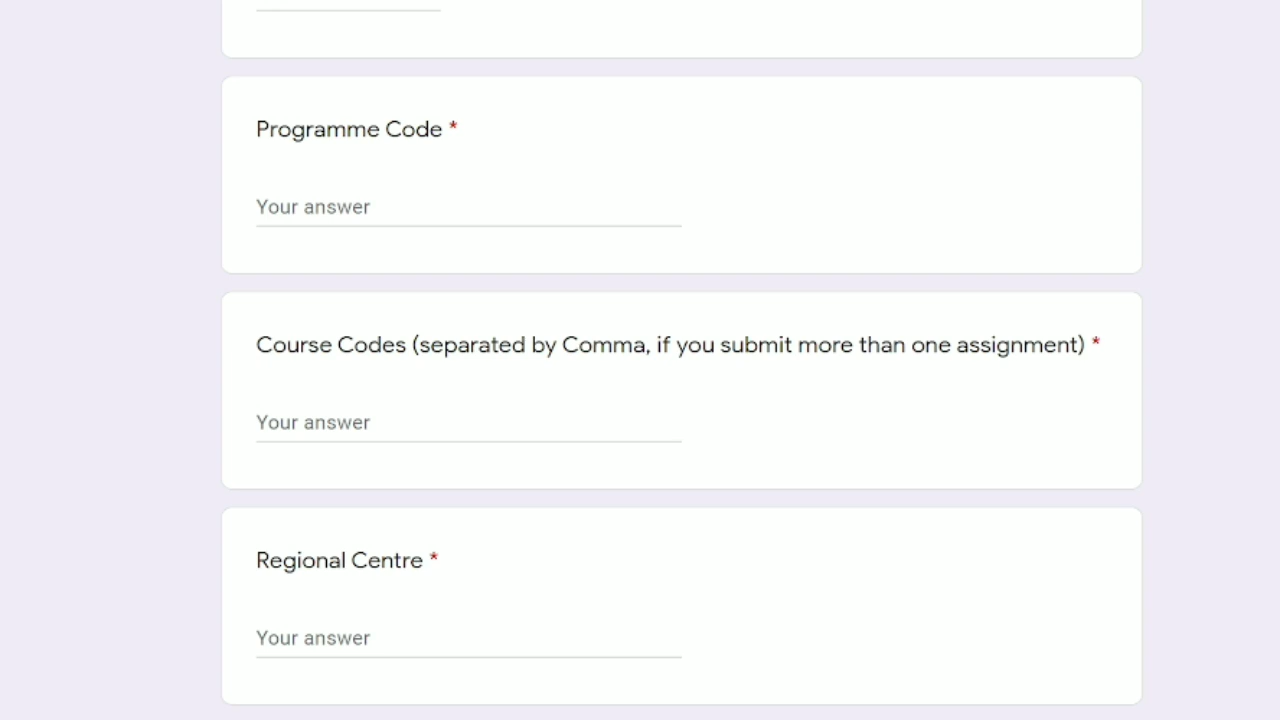 Programme Code *
Your answer
Course Codes (separated by Comma, if you submit more than one assignment) *
Your answer
Regional Centre *
Your answer